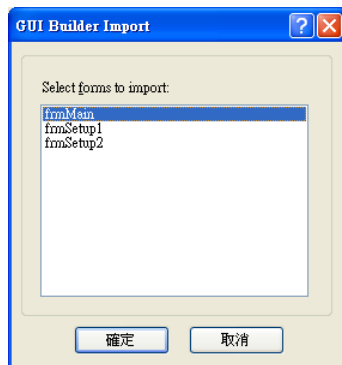 GUI Builder Import
Select forms to import:
frmMain
frmSetup1
frmSetup2
確定
取消